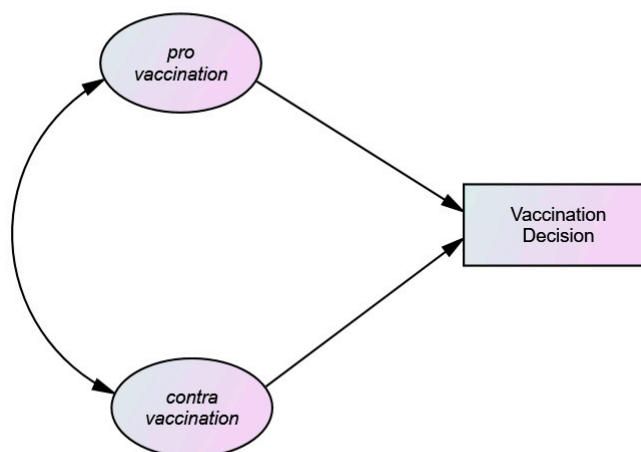 pro
vaccination
Vaccination
Decision
contra
vaccination